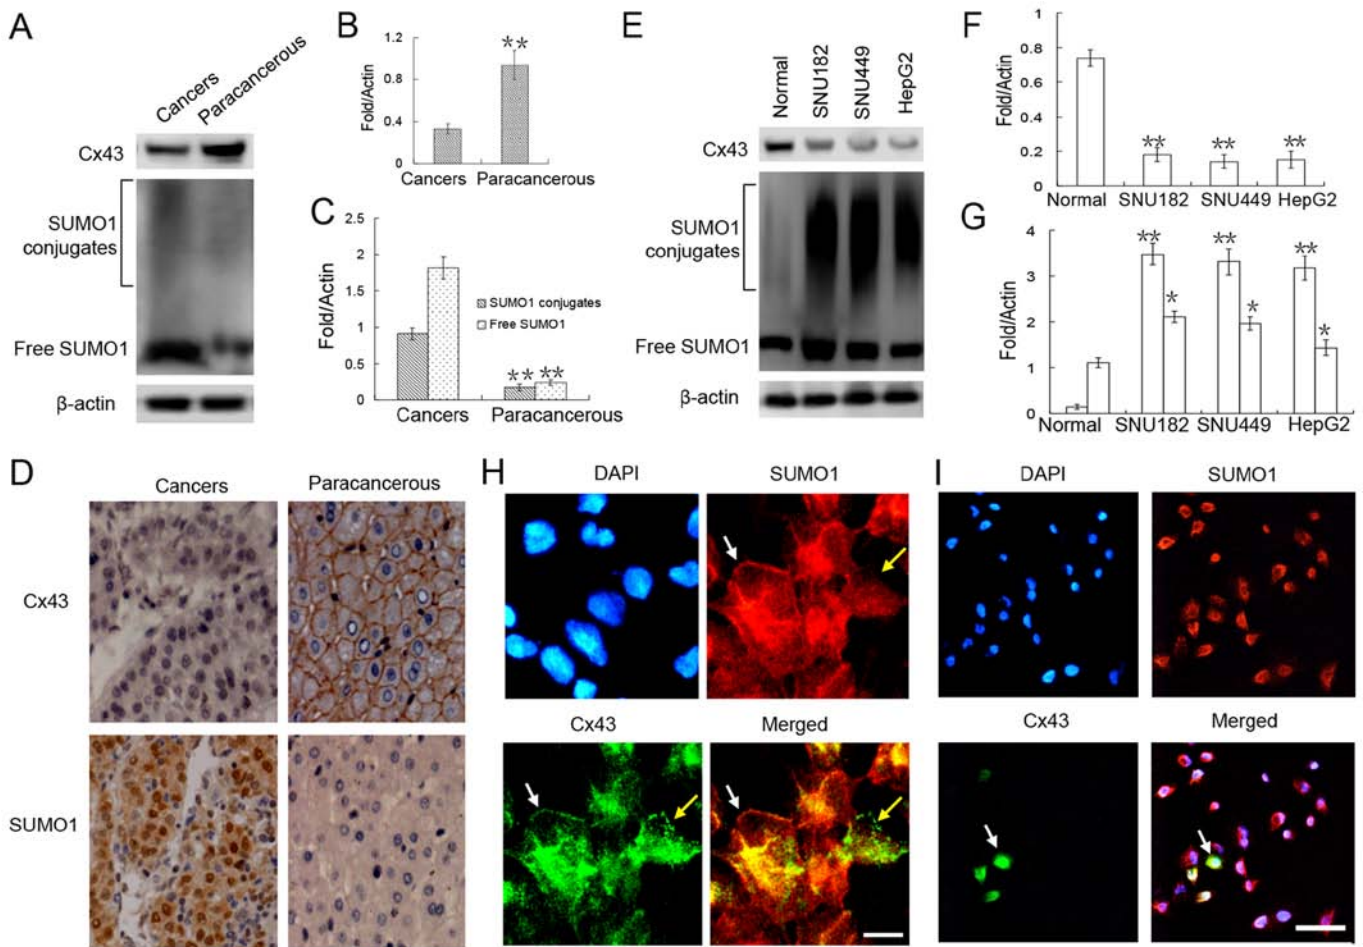 A
Cancers
Paracancerous
Cx43
SUMO1
conjugates
Free SUMO1
β-actin
B
Fold/Actin
1.2
0.8
0.4
0
**
Cancers Paracancerous
C
Fold/Actin
2.5
2
1.5
1
0.5
0
SUMO1 conjugates
Free SUMO1
** **
Cancers Paracancerous
D
Cancers Paracancerous
Cx43
SUMO1
E
Normal
SNU182
SNU449
HepG2
Cx43
SUMO1
conjugates
Free SUMO1
β-actin
F
Fold/Actin
1
0.8
0.6
0.4
0.2
0
** ** **
Normal SNU182 SNU449 HepG2
G
Fold/Actin
4
3
2
1
0
** ** **
* * *
Normal SNU182 SNU449 HepG2
H
DAPI SUMO1
Cx43 Merged
I
DAPI SUMO1
Cx43 Merged